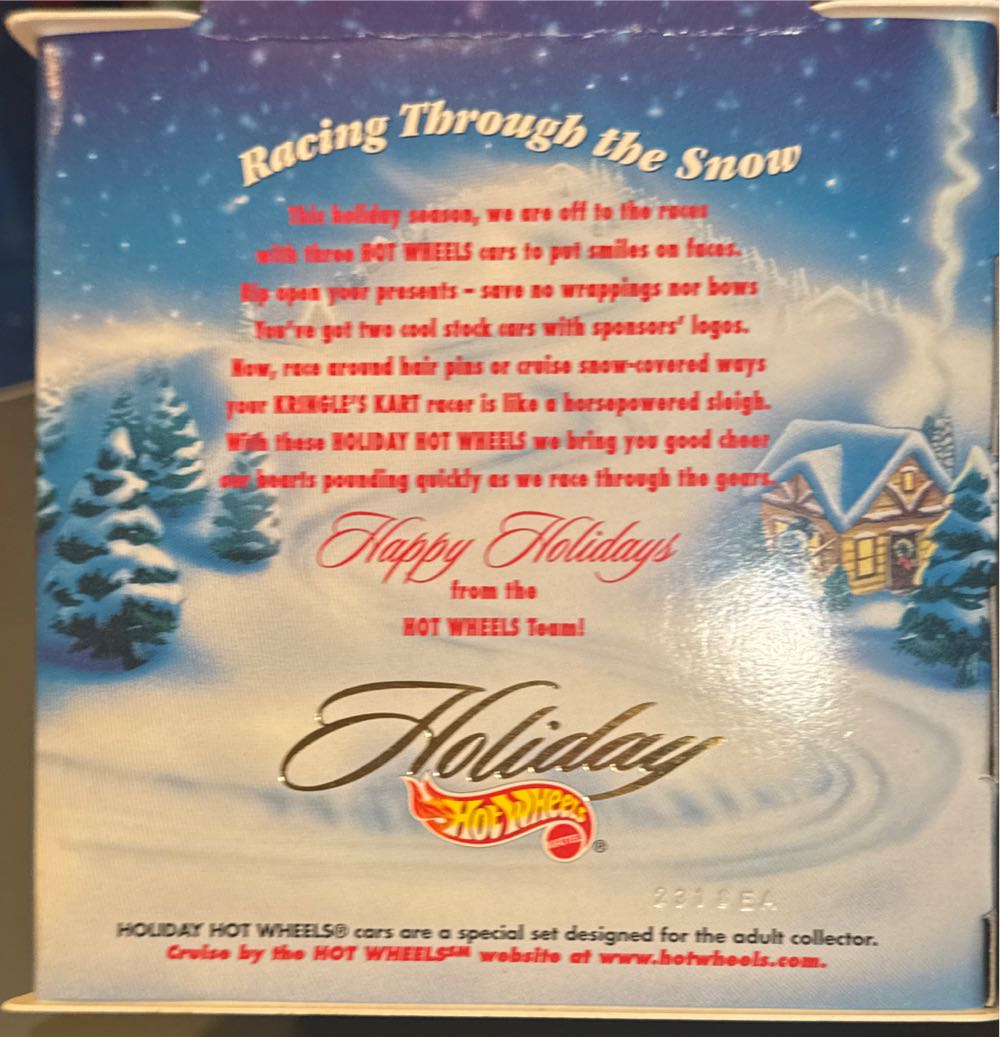 Racing Through the Snow
This holiday season, we are off to the races
with three HOT WHEELS cars to put smiles on faces.
Rip open your presents - save no wrappings nor bows
You've got two cool stock cars with sponsors' logos.
Now, race around hair pins or cruise snow-covered ways
your KRINGLE'S KART racer is like a horsepowered sleigh.
With these HOLIDAY HOT WHEELS we bring you good cheer
our hearts pounding quickly as we race through the gears.
Happy Holidays
from the
HOT WHEELS Team!
Holiday
Hot Wheels
MATTEL ®
HOLIDAY HOT WHEELS® cars are a special set designed for the adult collector.
Cruise by the HOT WHEELS℠ website at www.hotwheels.com.